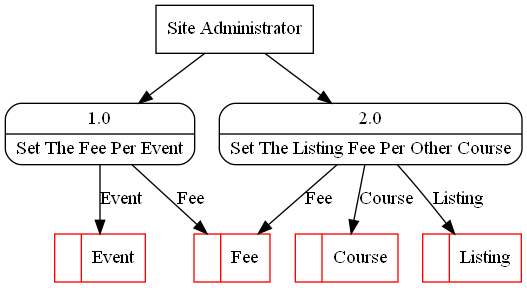 Site Administrator
1.0
2.0
Set The Fee Per Event
Set The Listing Fee Per Other Course
Event
Fee
Fee
Course
Listing
Event
Fee
Course
Listing